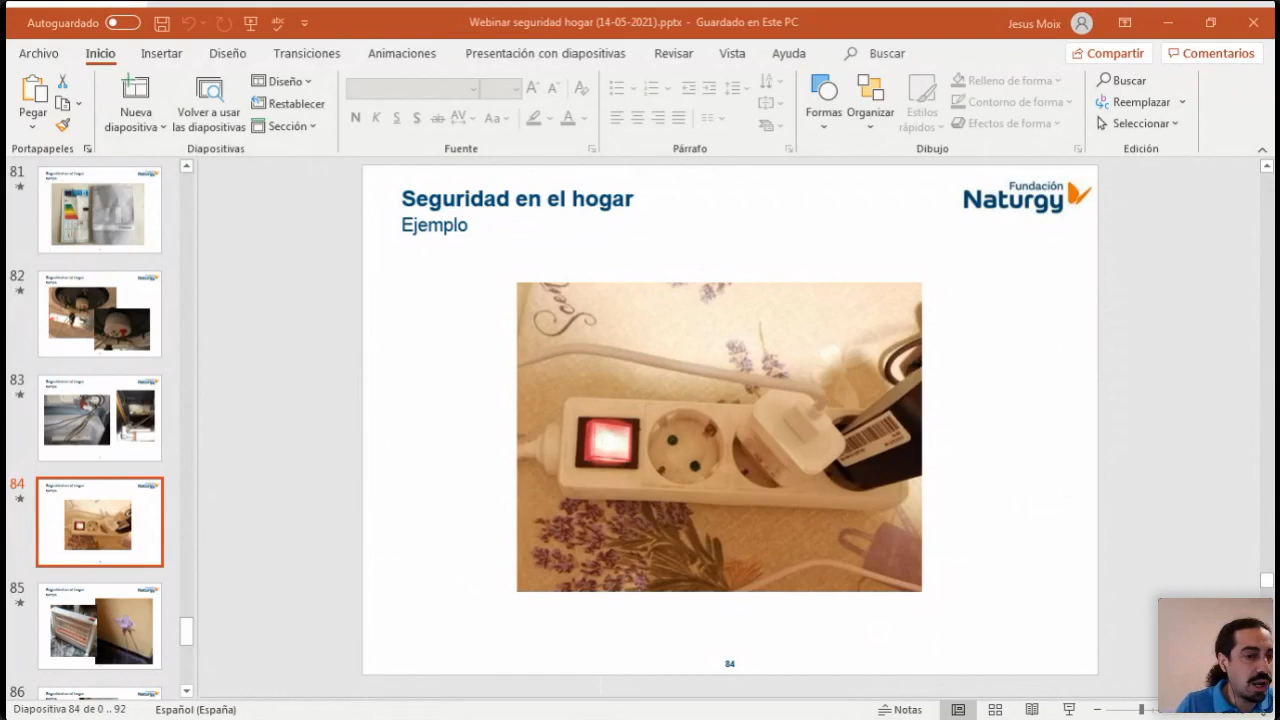 Autoguardado
Webinar seguridad hogar (14-05-2021).pptx - Guardado en Este PC
Jesus Moix
Archivo Inicio Insertar Diseño Transiciones Animaciones Presentación con diapositivas Revisar Vista Ayuda Buscar Compartir Comentarios
Pegar
Nueva diapositiva
Volver a usar las diapositivas
Diseño
Restablecer
Sección
Formas
Organizar
Estilos rápidos
Relleno de forma
Contorno de forma
Efectos de forma
Buscar
Reemplazar
Seleccionar
Portapapeles Diapositivas Fuente Párrafo Dibujo Edición
81
82
83
84
85
86
Seguridad en el hogar
Ejemplo
Fundación
Naturgy
84
Diapositiva 84 de 0 .. 92 Español (España) Notas